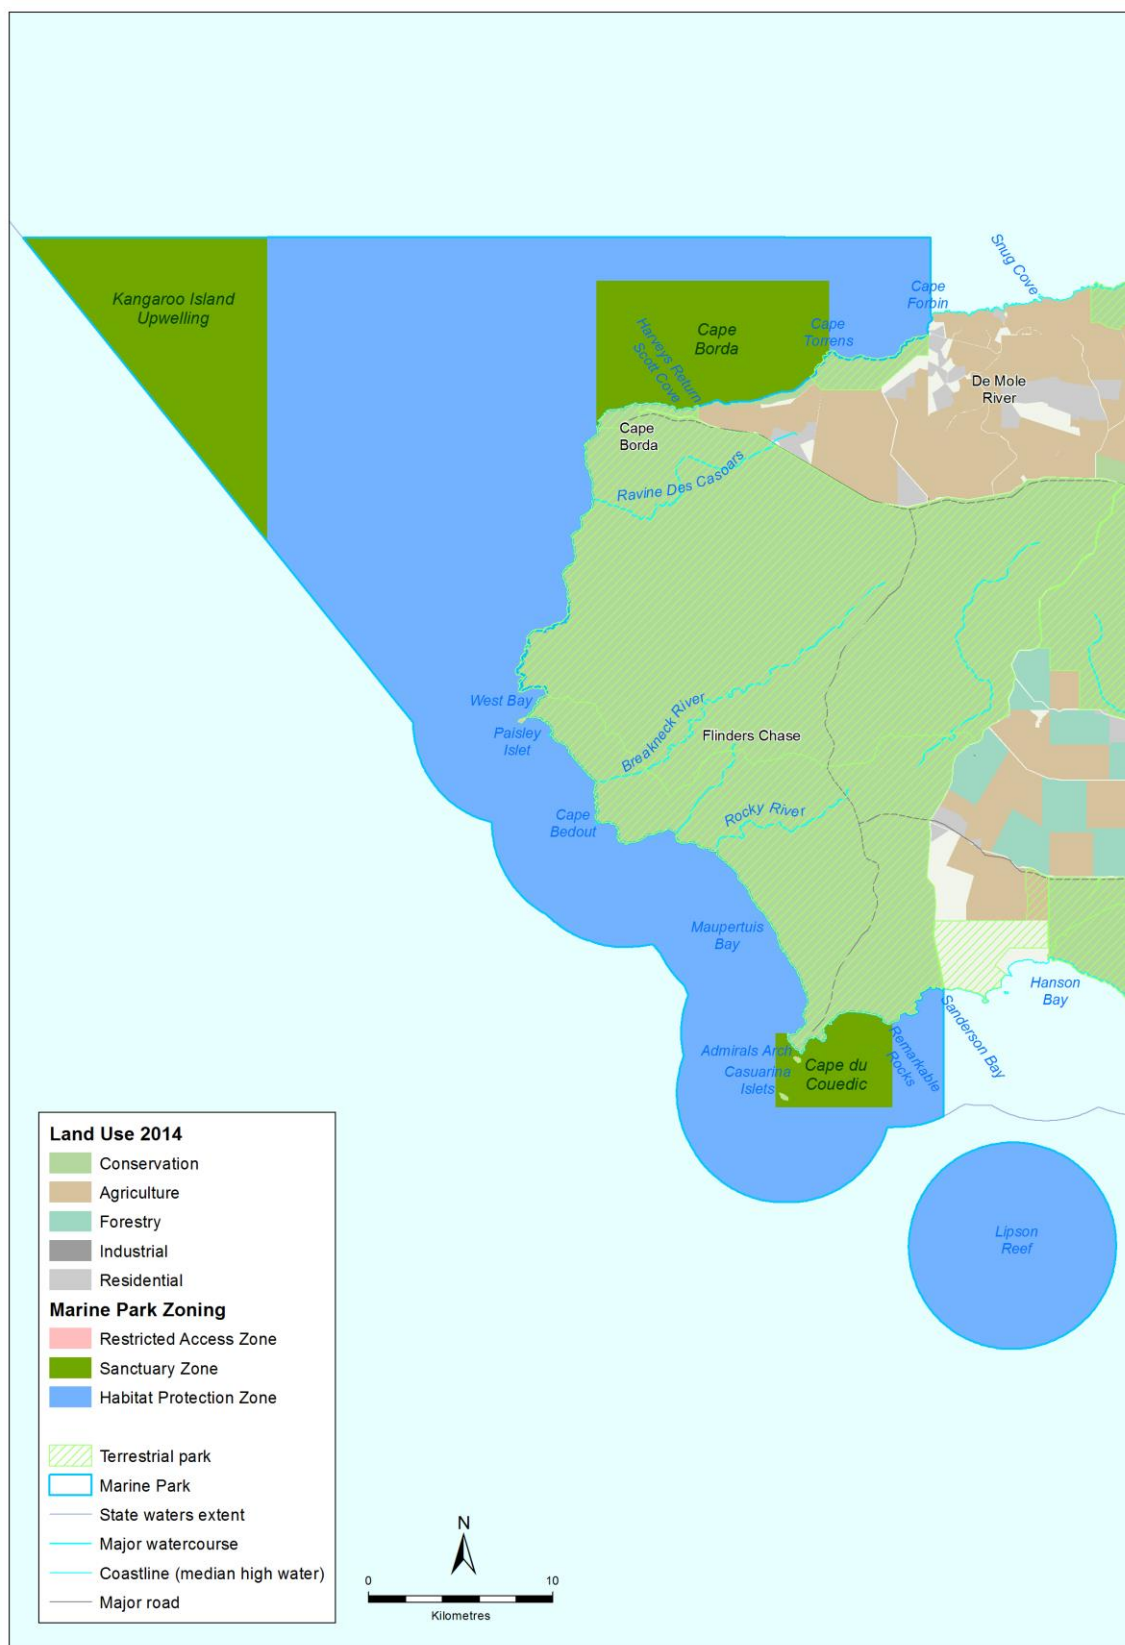 Snug Cove
Kangaroo Island
Upwelling
Cape
Forbin
Cape
Borda
Cape
Torrens
Harveys Return
Scott Cove
De Mole
River
Cape
Borda
Ravine Des Casoars
West Bay
Paisley
Islet
Breakneck River
Flinders Chase
Rocky River
Cape
Bedout
Maupertuis
Bay
Hanson
Bay
Sanderson Bay
Remarkable
Rocks
Admirals Arch
Casuarina
Islets
Cape du
Couedic
Lipson
Reef
Land Use 2014
Conservation
Agriculture
Forestry
Industrial
Residential
Marine Park Zoning
Restricted Access Zone
Sanctuary Zone
Habitat Protection Zone
Terrestrial park
Marine Park
State waters extent
Major watercourse
Coastline (median high water)
Major road
N
0 10
Kilometres